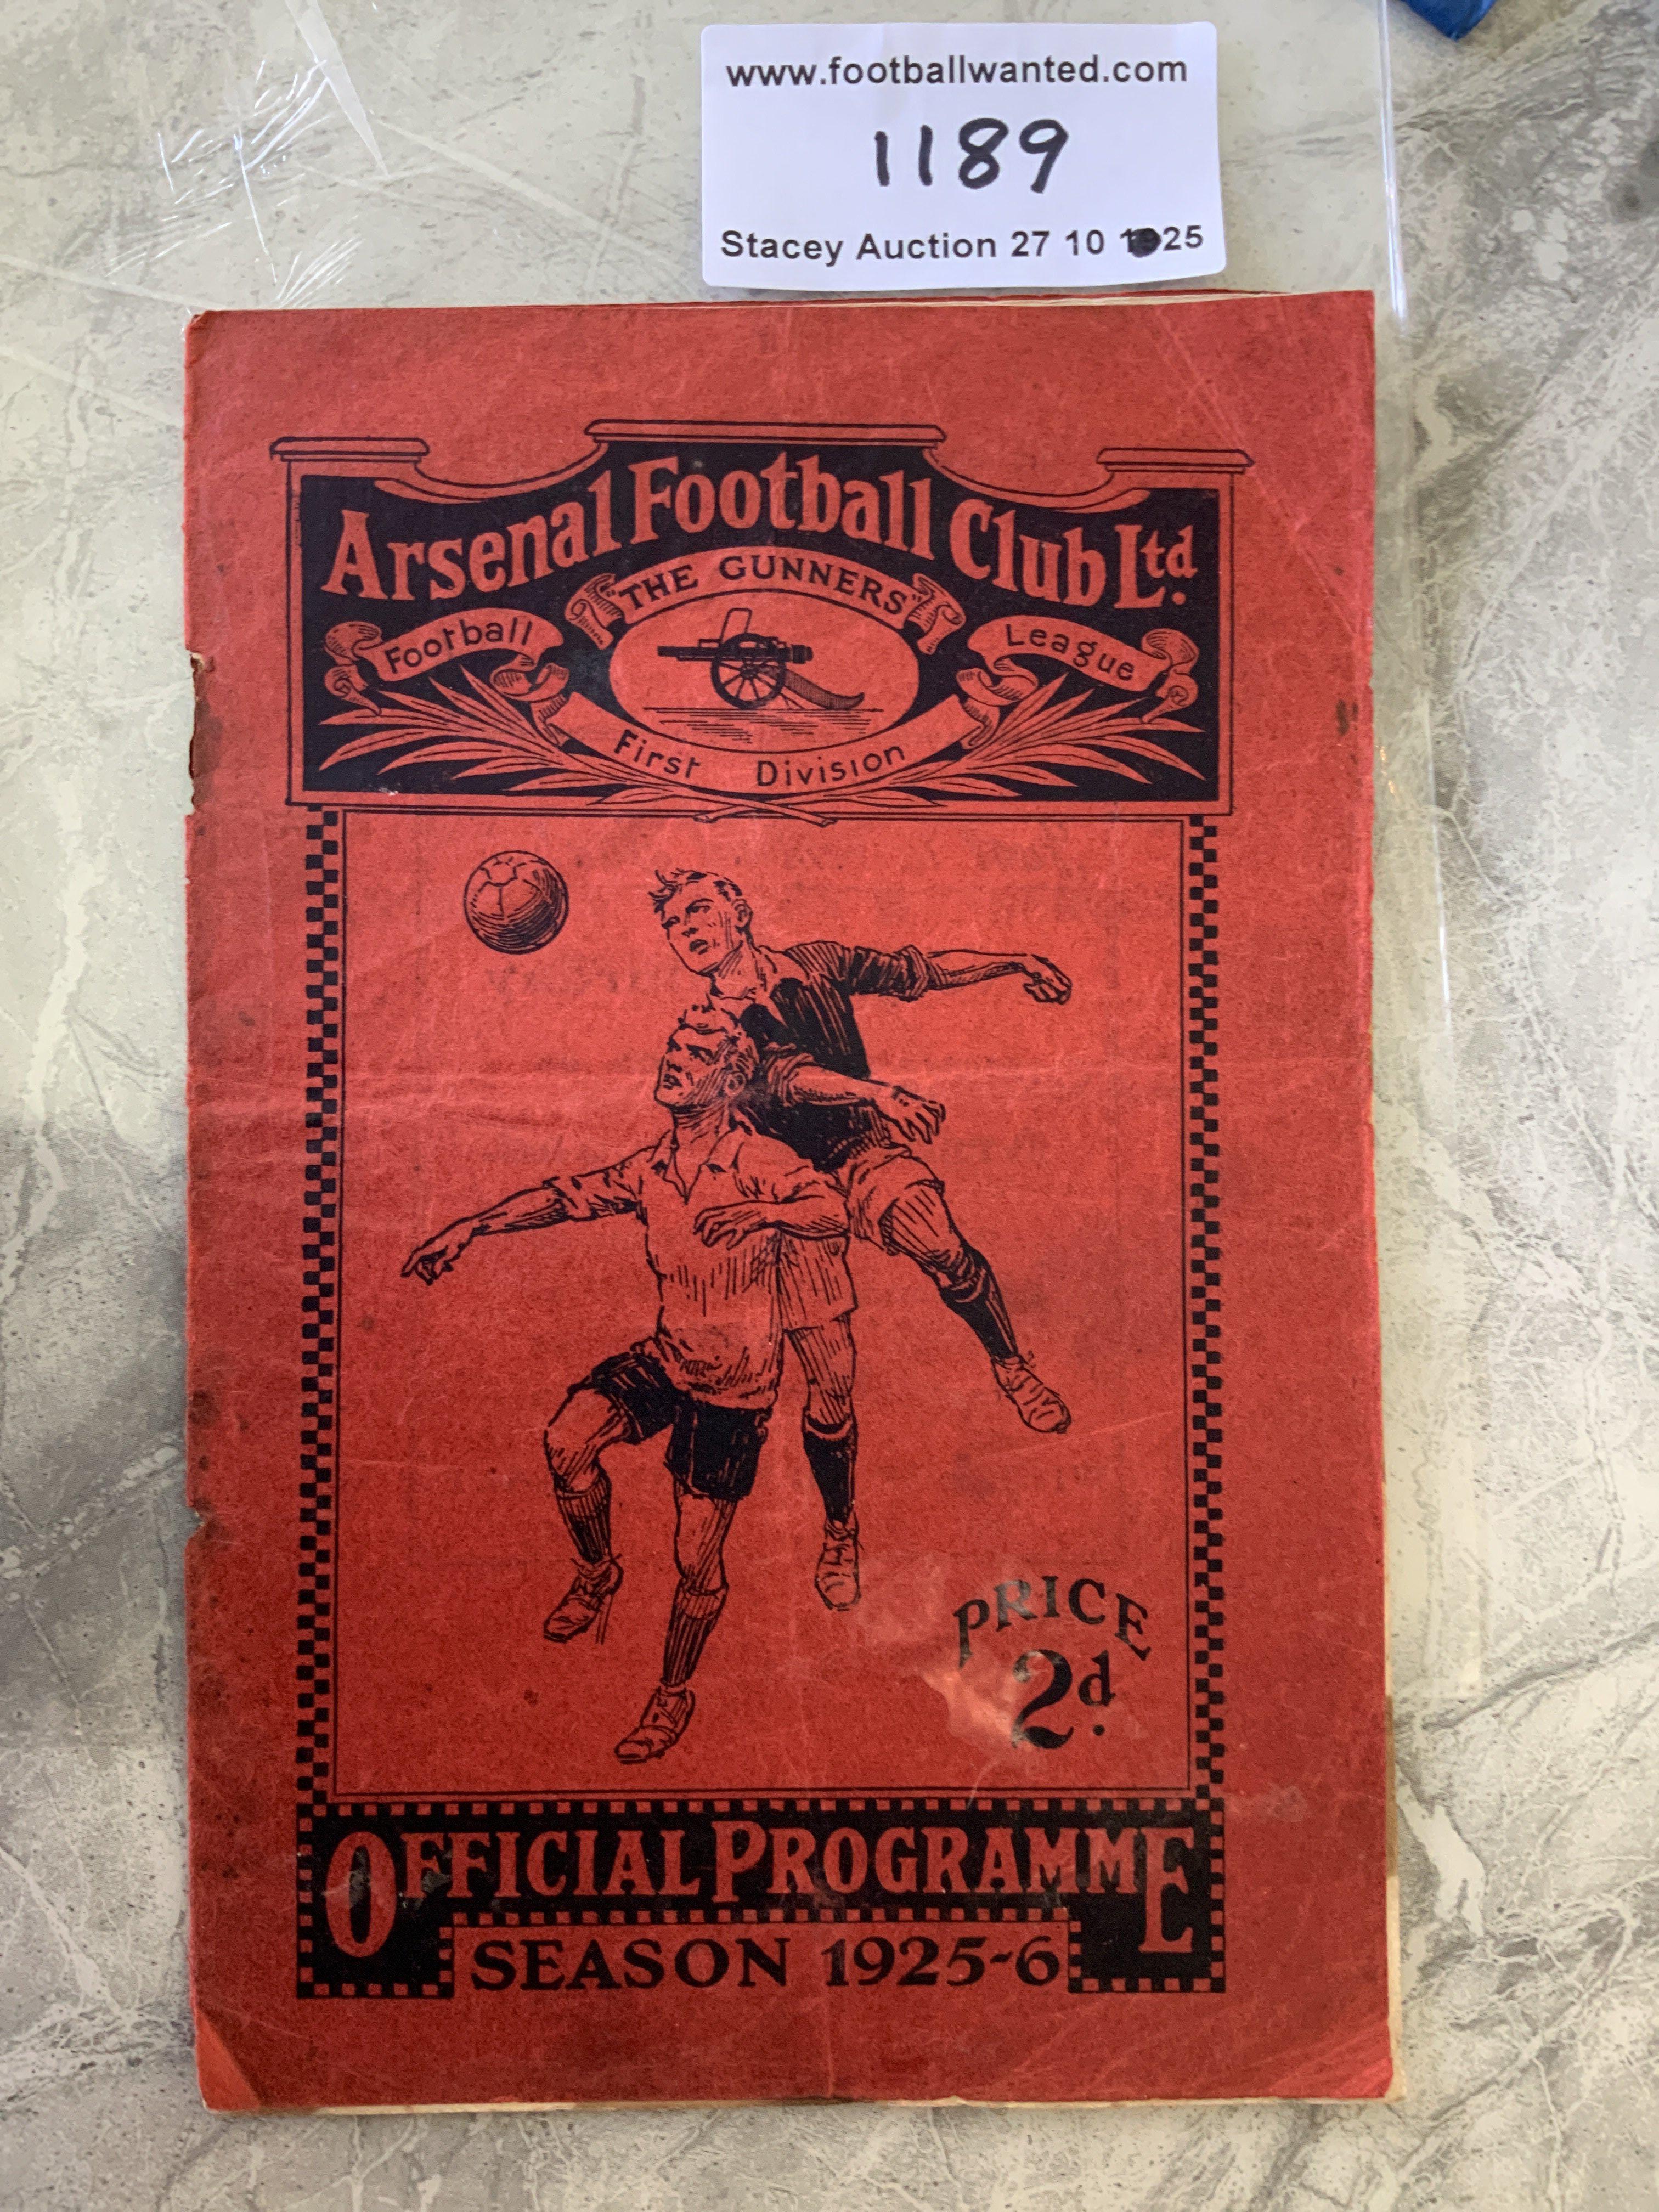 www.footballwanted.com
1189
Stacey Auction 27 10 25
Arsenal Football Club Ltd.
"THE GUNNERS"
Football League
First Division
PRICE
2d.
OFFICIAL PROGRAMME
SEASON 1925-6